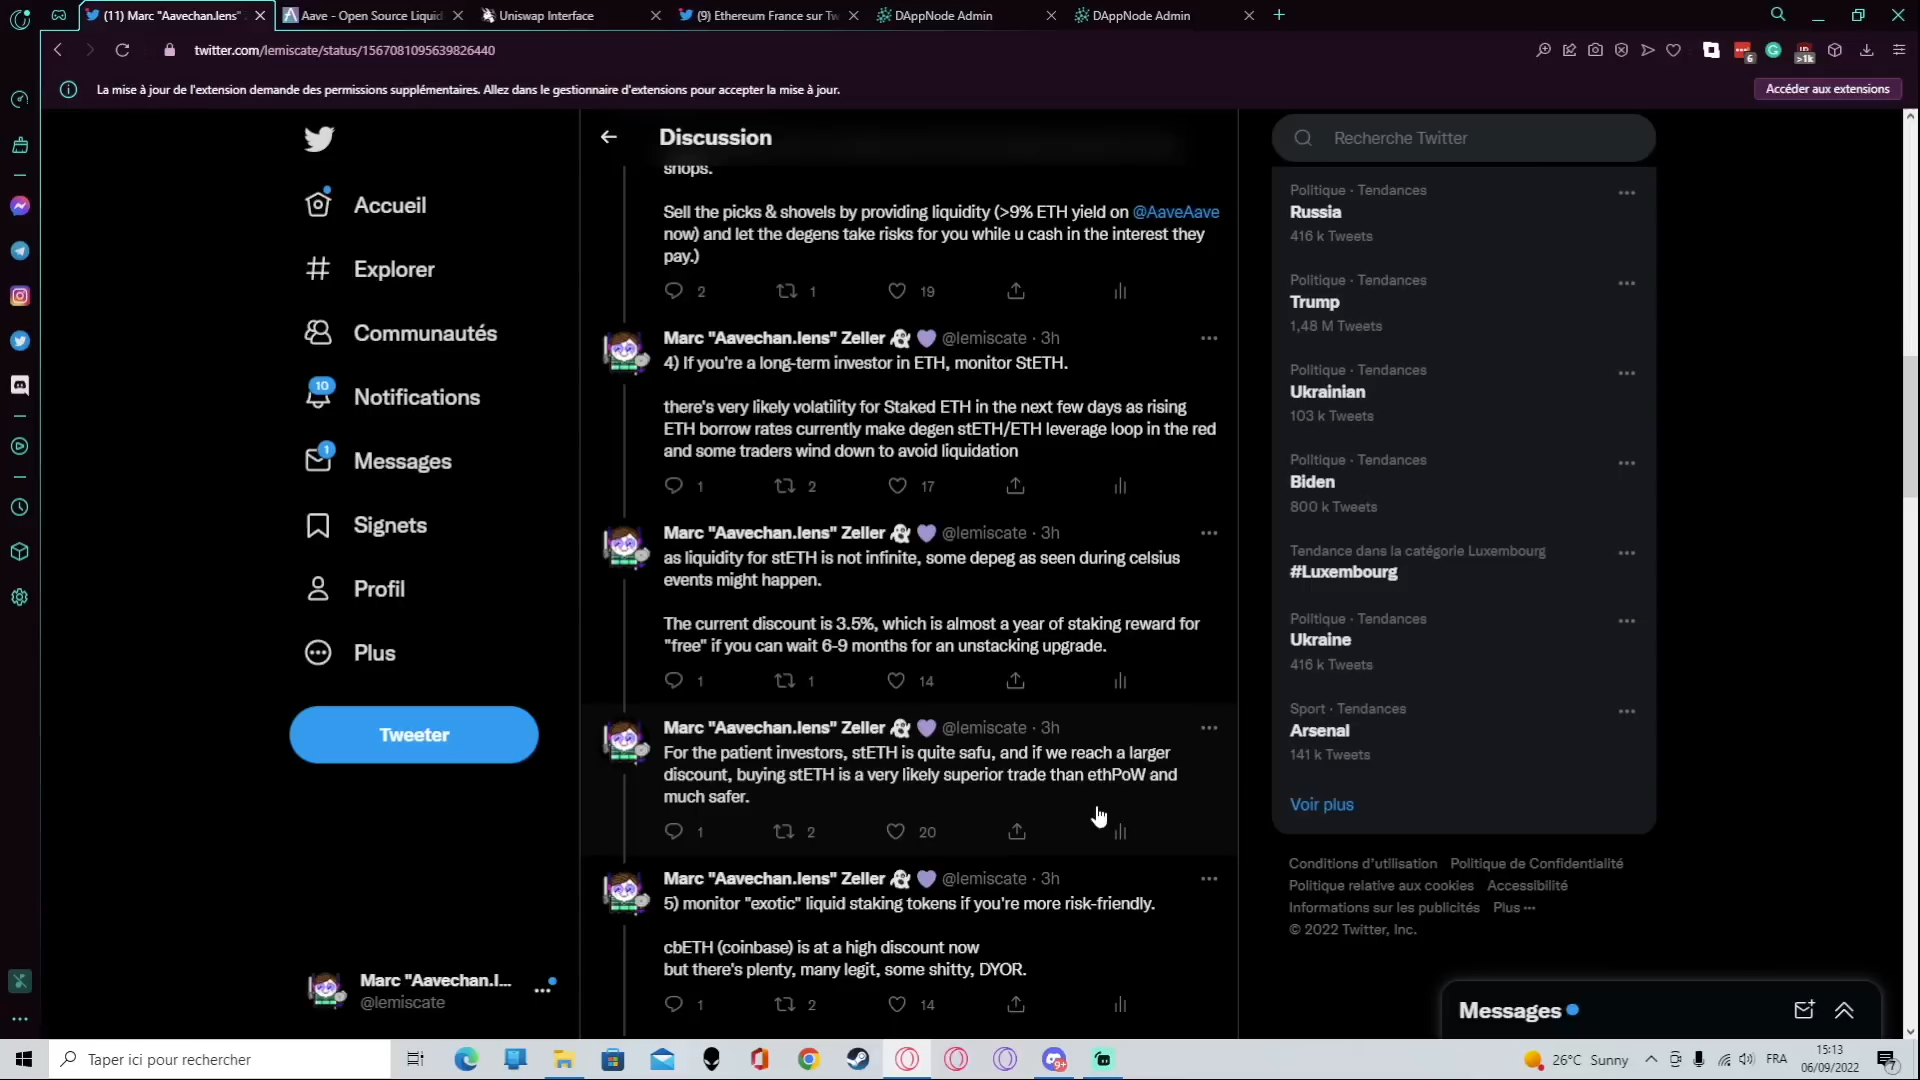 (11) Marc "Aavechan.lens"
Aave - Open Source Liquid
Uniswap Interface
(9) Ethereum France sur Tw
DAppNode Admin
DAppNode Admin
twitter.com/lemiscate/status/1567081095639826440
6
>1k
La mise à jour de l'extension demande des permissions supplémentaires. Allez dans le gestionnaire d'extensions pour accepter la mise à jour.
Accéder aux extensions
Accueil
Explorer
Communautés
10
Notifications
1
Messages
Signets
Profil
Plus
Tweeter
Marc "Aavechan.l...
@lemiscate
Discussion
shops.
Sell the picks & shovels by providing liquidity (>9% ETH yield on @AaveAave
now) and let the degens take risks for you while u cash in the interest they
pay.)
2 1 19
Marc "Aavechan.lens" Zeller @lemiscate · 3h
4) If you're a long-term investor in ETH, monitor StETH.
there's very likely volatility for Staked ETH in the next few days as rising
ETH borrow rates currently make degen stETH/ETH leverage loop in the red
and some traders wind down to avoid liquidation
1 2 17
Marc "Aavechan.lens" Zeller @lemiscate · 3h
as liquidity for stETH is not infinite, some depeg as seen during celsius
events might happen.
The current discount is 3.5%, which is almost a year of staking reward for
"free" if you can wait 6-9 months for an unstacking upgrade.
1 1 14
Marc "Aavechan.lens" Zeller @lemiscate · 3h
For the patient investors, stETH is quite safu, and if we reach a larger
discount, buying stETH is a very likely superior trade than ethPoW and
much safer.
1 2 20
Marc "Aavechan.lens" Zeller @lemiscate · 3h
5) monitor "exotic" liquid staking tokens if you're more risk-friendly.
cbETH (coinbase) is at a high discount now
but there's plenty, many legit, some shitty, DYOR.
1 2 14
Recherche Twitter
Politique · Tendances
Russia
416 k Tweets
Politique · Tendances
Trump
1,48 M Tweets
Politique · Tendances
Ukrainian
103 k Tweets
Politique · Tendances
Biden
800 k Tweets
Tendance dans la catégorie Luxembourg
#Luxembourg
Politique · Tendances
Ukraine
416 k Tweets
Sport · Tendances
Arsenal
141 k Tweets
Voir plus
Conditions d'utilisation Politique de Confidentialité
Politique relative aux cookies Accessibilité
Informations sur les publicités Plus ···
© 2022 Twitter, Inc.
Messages
Taper ici pour rechercher
9+
26°C Sunny
FRA
15:13
06/09/2022
7